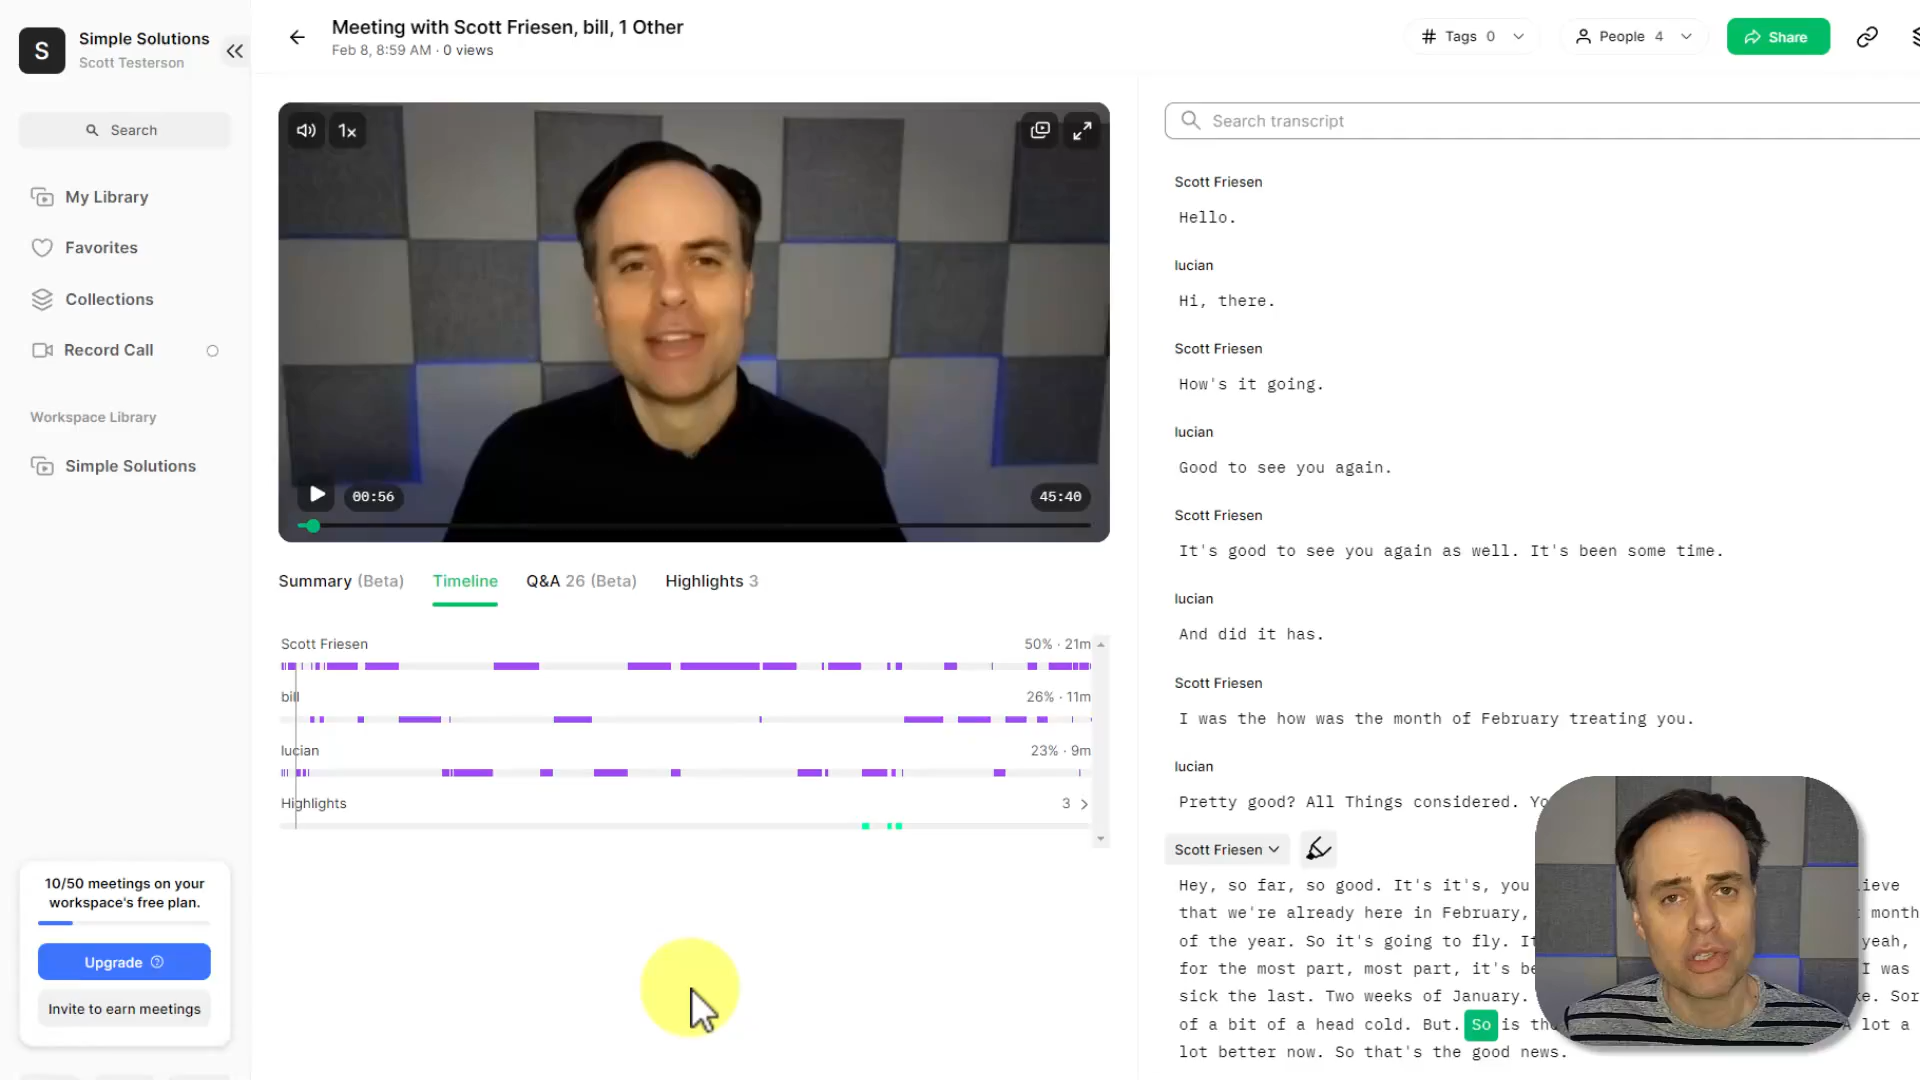 S
Simple Solutions
Scott Testerson
Search
My Library
Favorites
Collections
Record Call
Workspace Library
Simple Solutions
10/50 meetings on your
workspace's free plan.
Upgrade
Invite to earn meetings
Meeting with Scott Friesen, bill, 1 Other
Feb 8, 8:59 AM · 0 views
# Tags 0
People 4
Share
1x
00:56
45:40
Summary (Beta)
Timeline
Q&A 26 (Beta)
Highlights 3
Scott Friesen
50% · 21m
bill
26% · 11m
lucian
23% · 9m
Highlights
3
Search transcript
Scott Friesen
Hello.
lucian
Hi, there.
Scott Friesen
How's it going.
lucian
Good to see you again.
Scott Friesen
It's good to see you again as well. It's been some time.
lucian
And did it has.
Scott Friesen
I was the how was the month of February treating you.
lucian
Pretty good? All Things considered.
Scott Friesen
Hey, so far, so good. It's it's, you
that we're already here in February, month
of the year. So it's going to fly. yeah,
for the most part, most part, it's I was
sick the last. Two weeks of January.
of a bit of a head cold. But. So is A lot a
lot better now. So that's the good news.